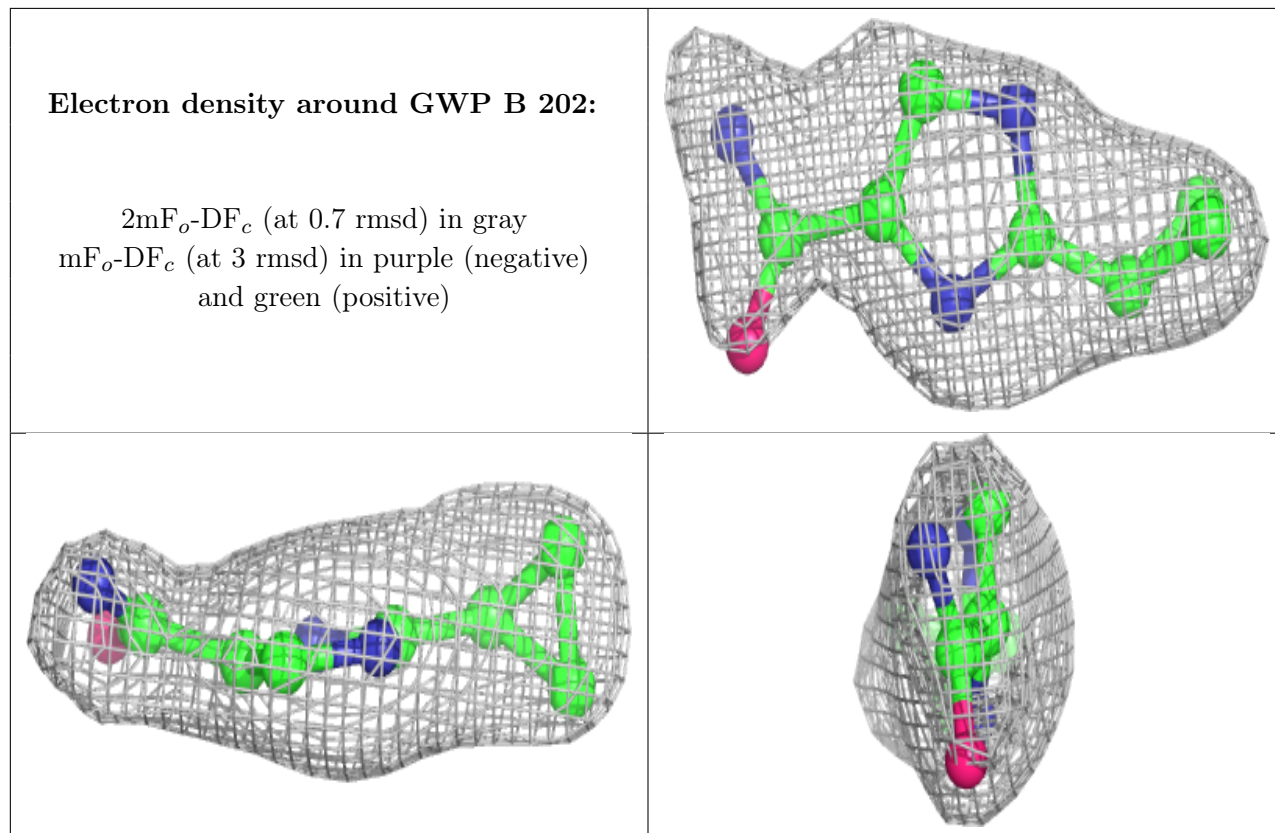 Electron density around GWP B 202:
2mFo-DFc (at 0.7 rmsd) in gray
mFo-DFc (at 3 rmsd) in purple (negative)
and green (positive)